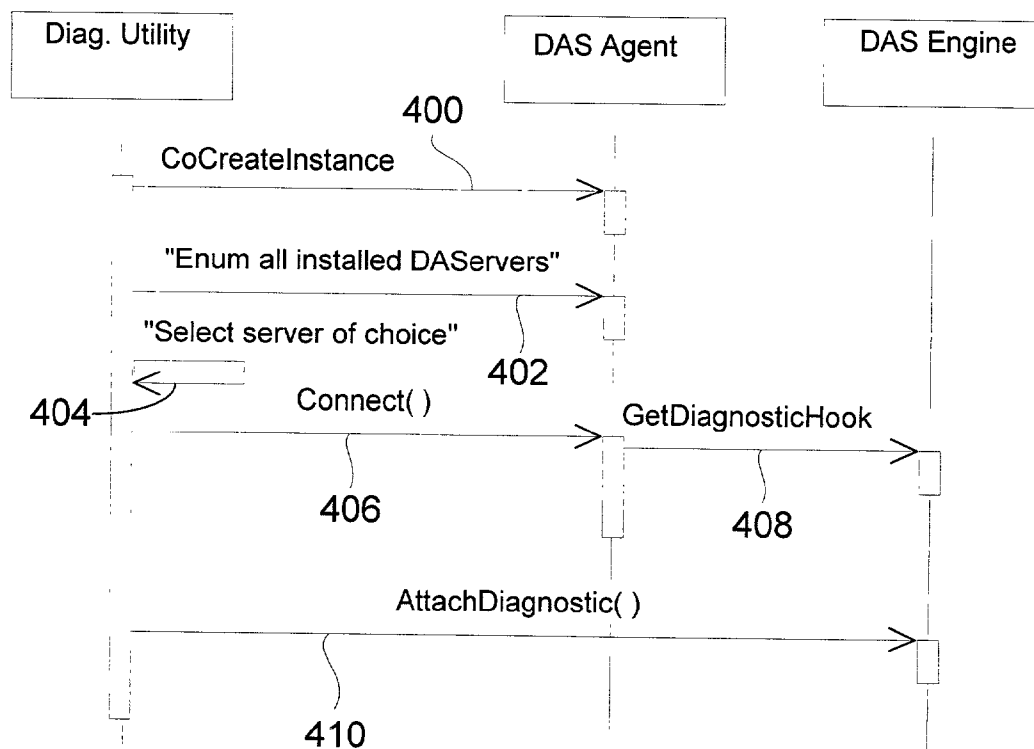 Diag. Utility
DAS Agent
DAS Engine
400
CoCreateInstance
"Enum all installed DAServers"
402
"Select server of choice"
404
Connect( )
GetDiagnosticHook
406
408
AttachDiagnostic( )
410